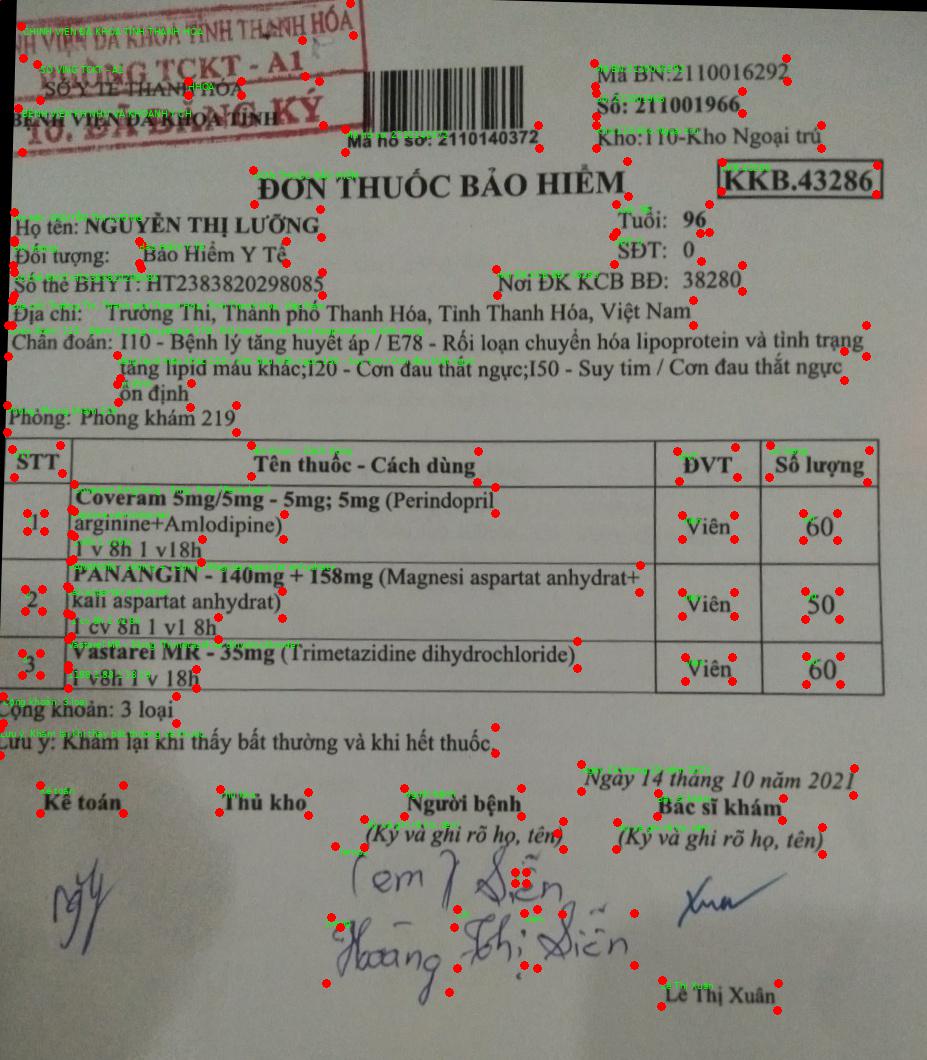 BỆNH VIỆN ĐA KHOA TỈNH THANH HÓA
PHÒNG TCKT - A1
SỞ Y TẾ THANH HÓA
BỆNH VIỆN ĐA KHOA TỈNH
Mã hồ sơ: 2110140372
Mã BN:2110016292
Số: 211001966
Kho:110-Kho Ngoại trú
ĐƠN THUỐC BẢO HIỂM
KKB.43286
Họ tên: NGUYỄN THỊ LƯỠNG
Tuổi: 96
Đối tượng: Bảo Hiểm Y Tế
SĐT: 0
Số thẻ BHYT: HT2383820298085
Nơi ĐK KCB BĐ: 38280
Địa chỉ: Trường Thi, Thành phố Thanh Hóa, Tỉnh Thanh Hóa, Việt Nam
Chẩn đoán: I10 - Bệnh lý tăng huyết áp / E78 - Rối loạn chuyển hóa lipoprotein và tình trạng
tăng lipid máu khác;I20 - Cơn đau thắt ngực;I50 - Suy tim / Cơn đau thắt ngực
ổn định
Phòng: Phòng khám 219
STT Tên thuốc - Cách dùng ĐVT Số lượng
1 Coveram 5mg/5mg - 5mg; 5mg (Perindopril
arginine+Amlodipine)
1 v 8h 1 v18h
Viên 60
2 PANANGIN - 140mg + 158mg (Magnesi aspartat anhydrat+
kali aspartat anhydrat)
1 cv 8h 1 v1 8h
Viên 50
3 Vastarel MR - 35mg (Trimetazidine dihydrochloride)
1 v8h 1 v 18h
Viên 60
Cộng khoản: 3 loại
Lưu ý: Khám lại khi thấy bất thường và khi hết thuốc.
Ngày 14 tháng 10 năm 2021
Kế toán Thủ kho Người bệnh Bác sĩ khám
(Ký và ghi rõ họ, tên) (Ký và ghi rõ họ, tên)
(em) Siễn
Xuân
Hoàng Thị Siễn
Lê Thị Xuân